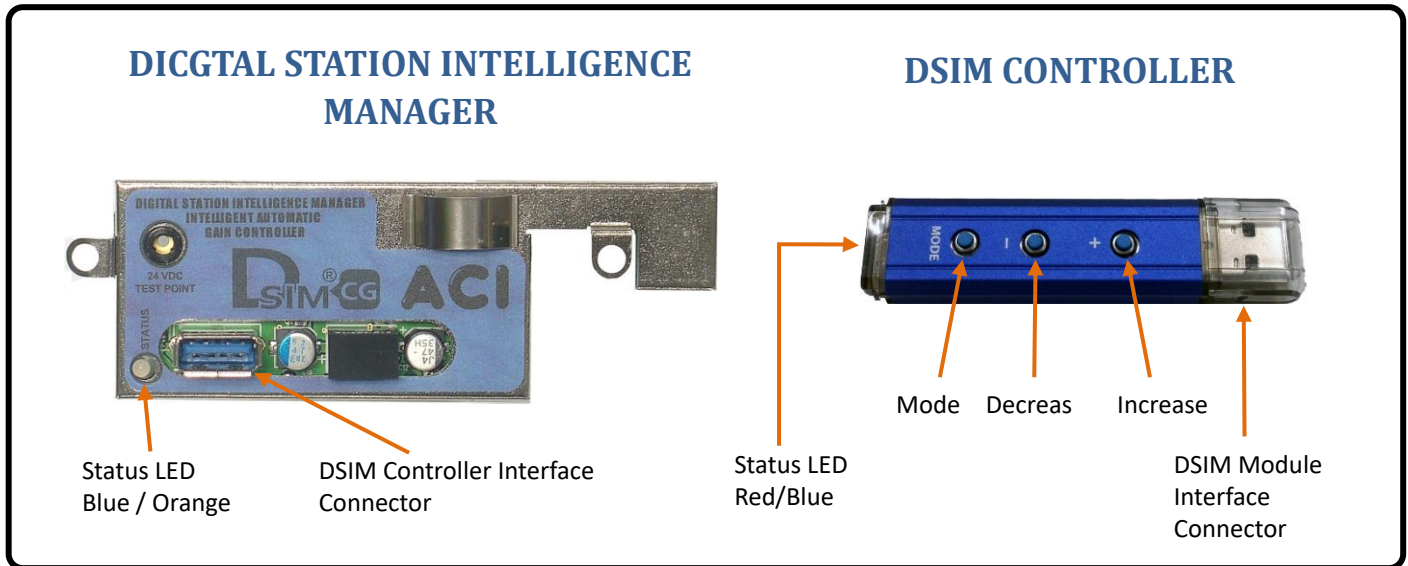 DICGTAL STATION INTELLIGENCE
MANAGER
DIGITAL STATION INTELLIGENCE MANAGER
INTELLIGENT AUTOMATIC
GAIN CONTROLLER
24 VDC
TEST POINT
DSIM® CG ACI
STATUS
Status LED
Blue / Orange
DSIM Controller Interface
Connector
DSIM CONTROLLER
MODE
–
+
Mode
Decreas
Increase
Status LED
Red/Blue
DSIM Module
Interface
Connector